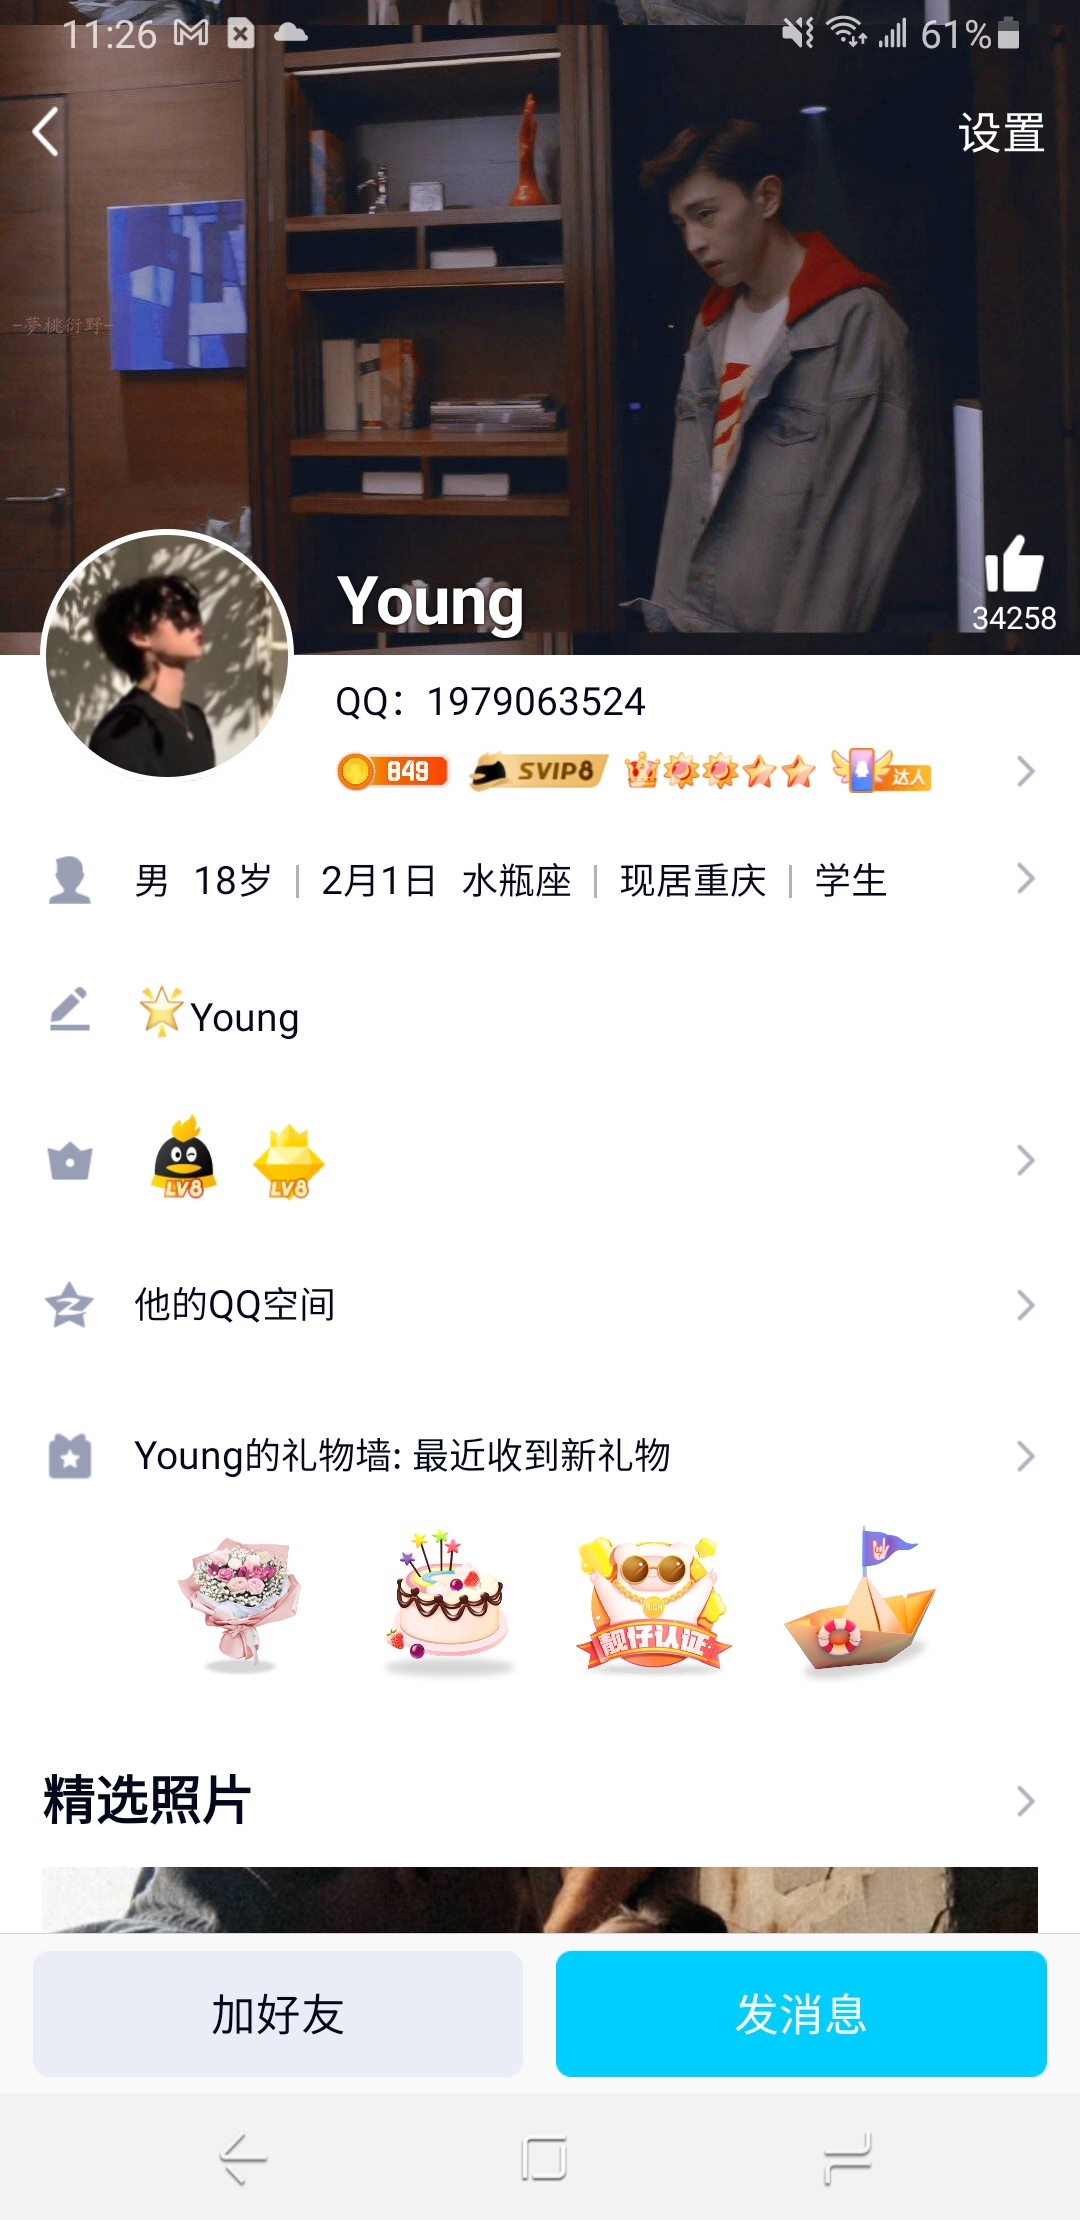 11:26 61%
设置
-夢桃衍野-
Young
34258
QQ：1979063524
849 SVIP8 达人
男 18岁 | 2月1日 水瓶座 | 现居重庆 | 学生
Young
LV8 LV8
他的QQ空间
Young的礼物墙: 最近收到新礼物
RICH
靓仔认证
精选照片
加好友 发消息